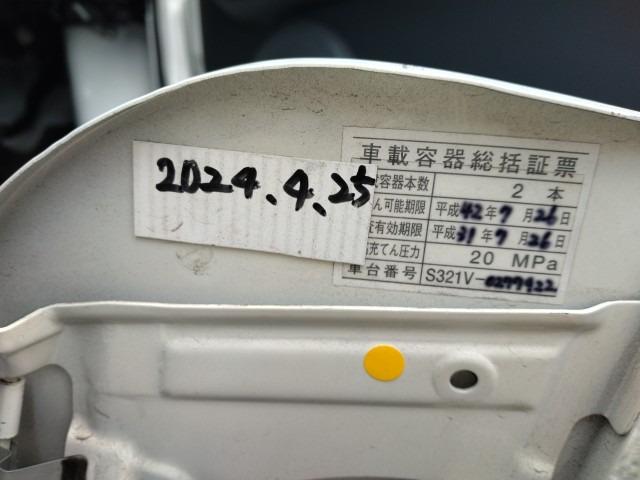 2024.4.25
車載容器総括証票
載容器本数 2 本
てん可能期限 平成42年7月26日
査有効期限 平成31年7月26日
充てん圧力 20 MPa
車台番号 S321V-0277922